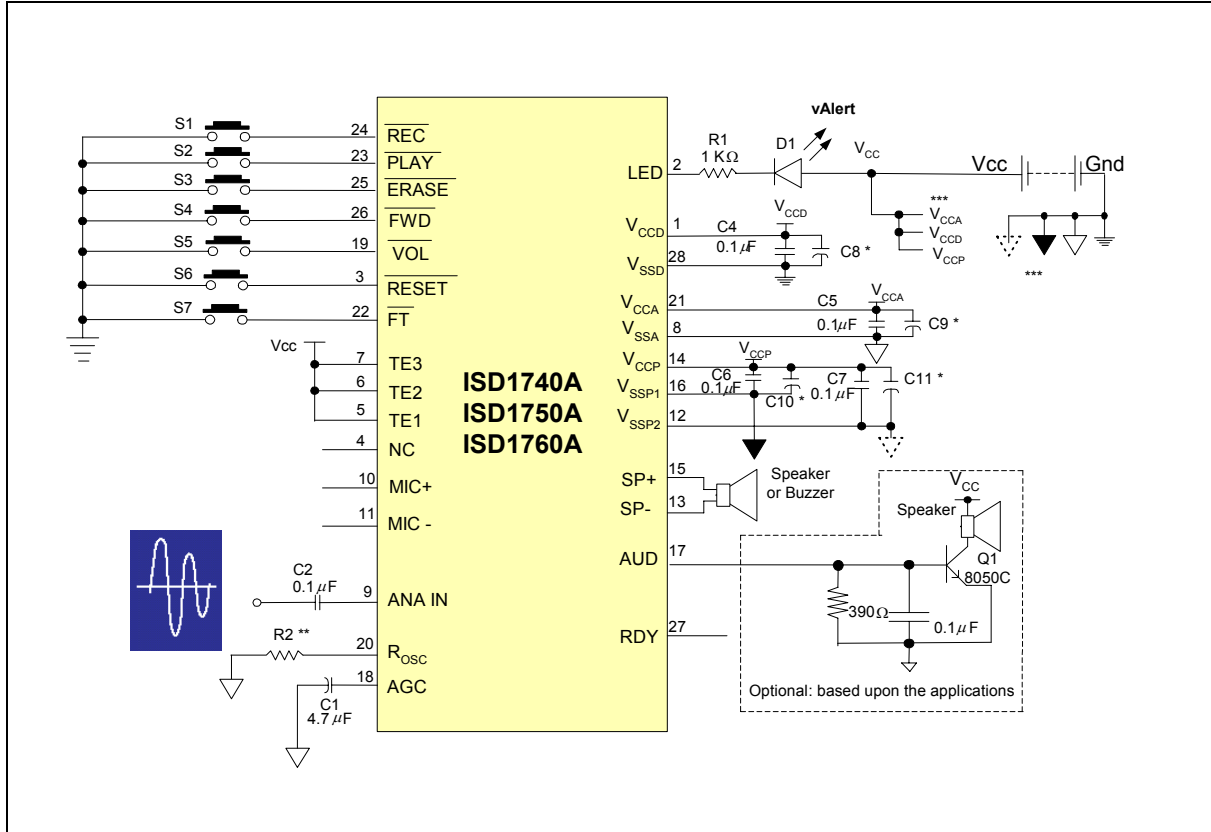 S1
24
REC
S2
23
PLAY
S3
25
ERASE
S4
26
FWD
S5
19
VOL
S6
3
RESET
S7
22
FT
Vcc
7
TE3
6
TE2
5
TE1
4
NC
10
MIC+
11
MIC -
C2
0.1µF
9
ANA IN
R2 **
20
ROSC
18
AGC
C1
4.7µF
ISD1740A
ISD1750A
ISD1760A
vAlert
LED
2
R1
1 KΩ
D1
VCC
Vcc
Gnd
***
VCCA
VCCD
VCCP
***
VCCD
1
C4
0.1µF
VCCD
C8 *
VSSD
28
VCCA
21
C5
0.1µF
VCCA
C9 *
VSSA
8
VCCP
14
VCCP
C6
0.1µF
C10 *
C7
0.1µF
C11 *
VSSP1
16
VSSP2
12
SP+
15
SP-
13
Speaker
or Buzzer
AUD
17
VCC
Speaker
Q1
8050C
390Ω
0.1µF
RDY
27
Optional: based upon the applications